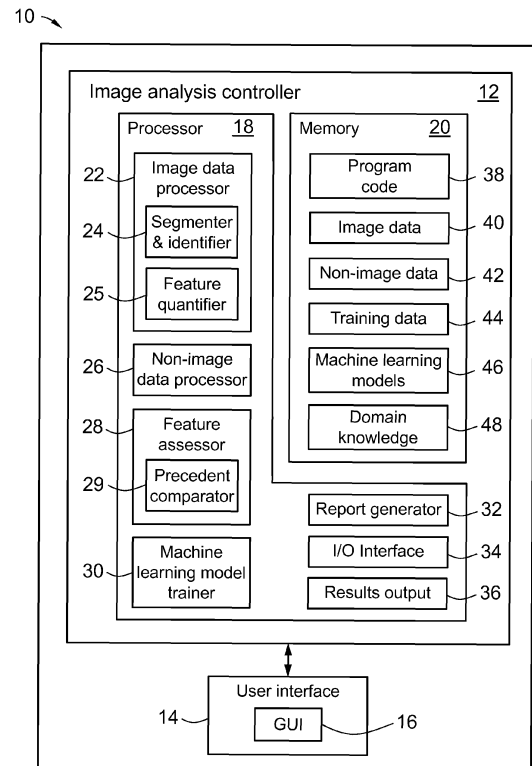 10
Image analysis controller 12
Processor 18
22
Image data
processor
24
Segmenter
& identifier
25
Feature
quantifier
26
Non-image
data processor
28
Feature
assessor
29
Precedent
comparator
30
Machine
learning model
trainer
Memory 20
Program
code
38
Image data
40
Non-image data
42
Training data
44
Machine learning
models
46
Domain
knowledge
48
Report generator
32
I/O Interface
34
Results output
36
User interface
14
GUI
16